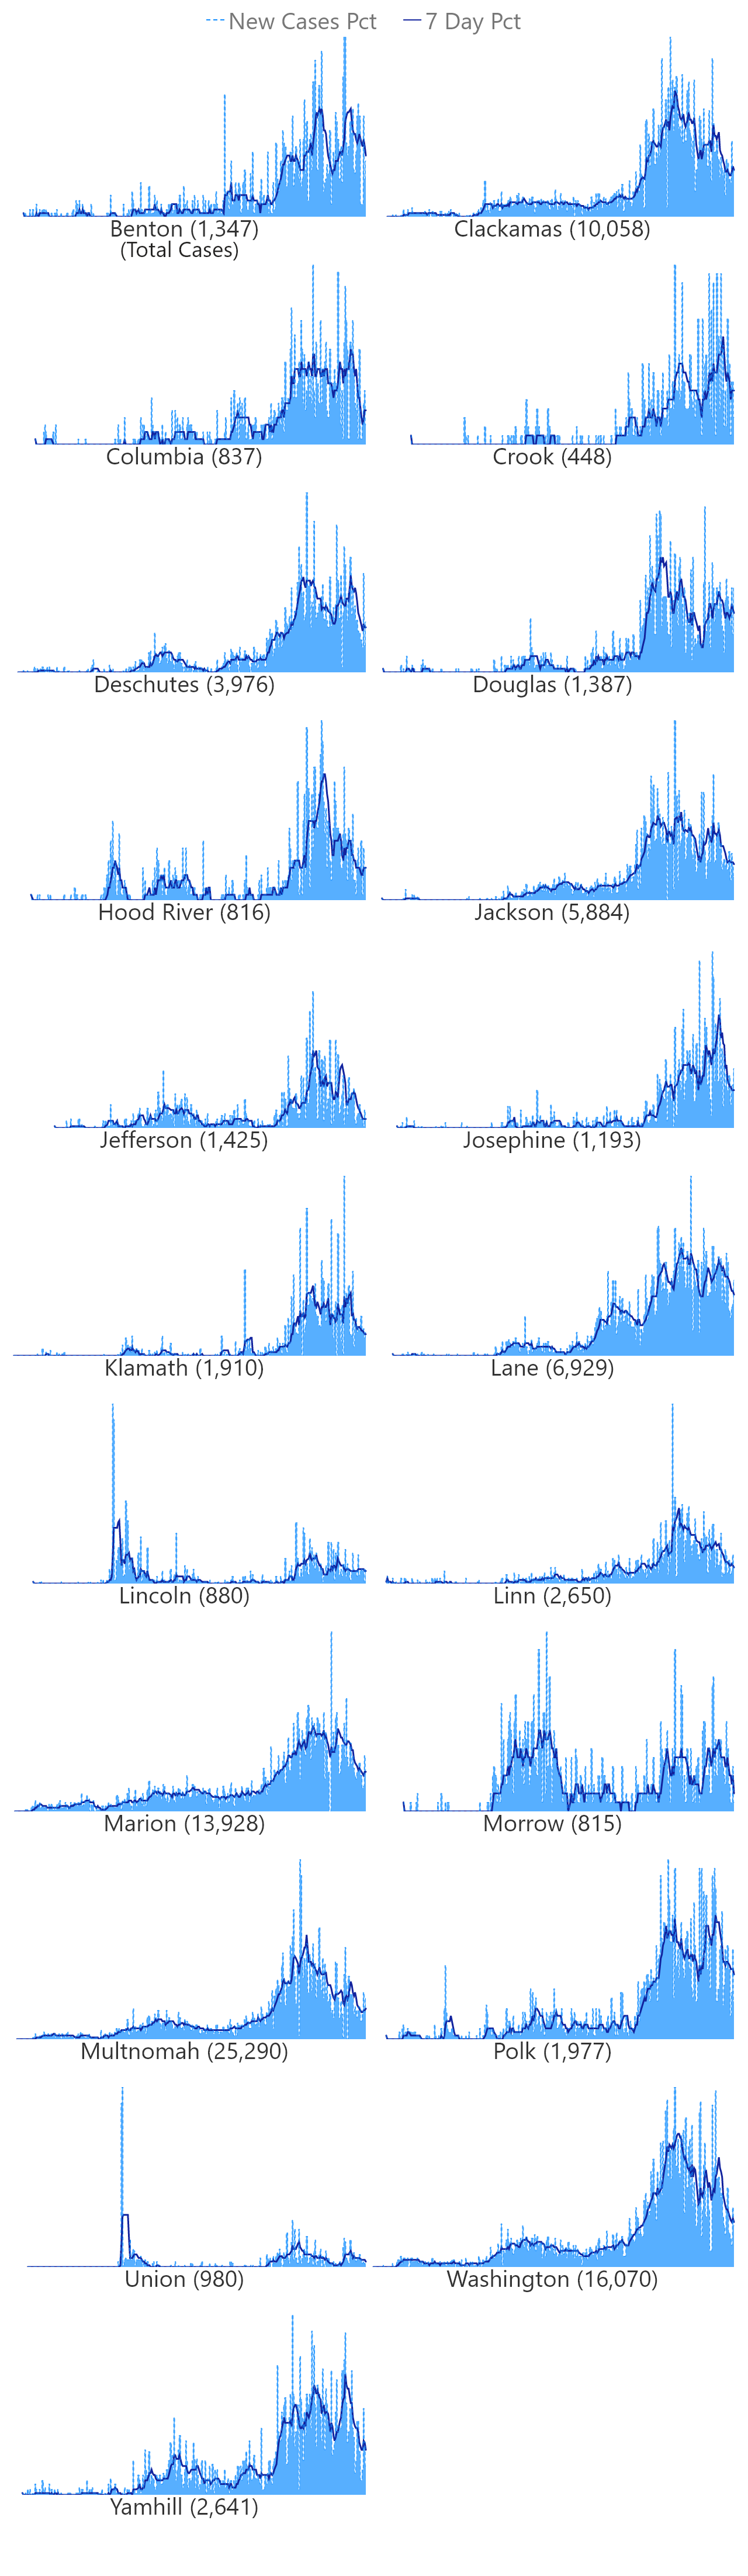 New Cases Pct 7 Day Pct
Benton (1,347) Clackamas (10,058)
(Total Cases)
Columbia (837) Crook (448)
Deschutes (3,976) Douglas (1,387)
Hood River (816) Jackson (5,884)
Jefferson (1,425) Josephine (1,193)
Klamath (1,910) Lane (6,929)
Lincoln (880) Linn (2,650)
Marion (13,928) Morrow (815)
Multnomah (25,290) Polk (1,977)
Union (980) Washington (16,070)
Yamhill (2,641)